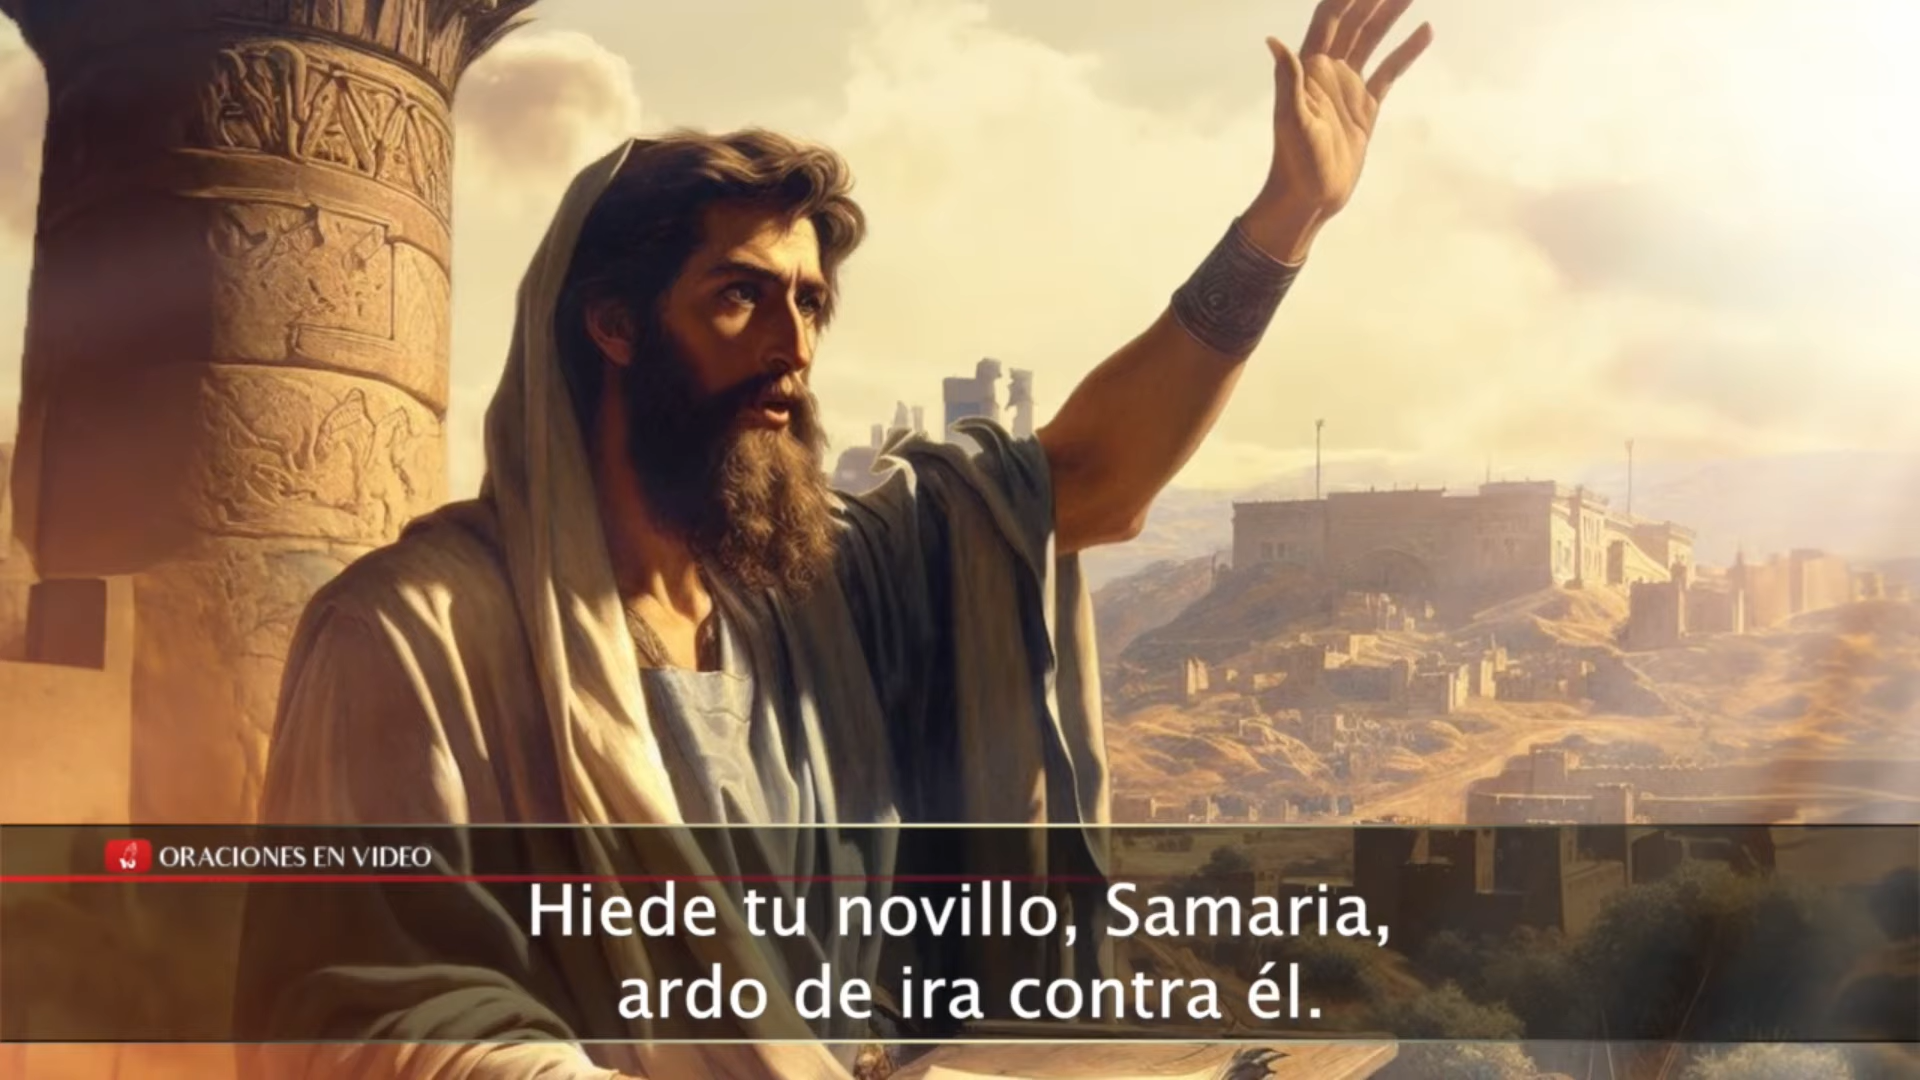 ORACIONES EN VIDEO
Hiede tu novillo, Samaria,
ardo de ira contra él.